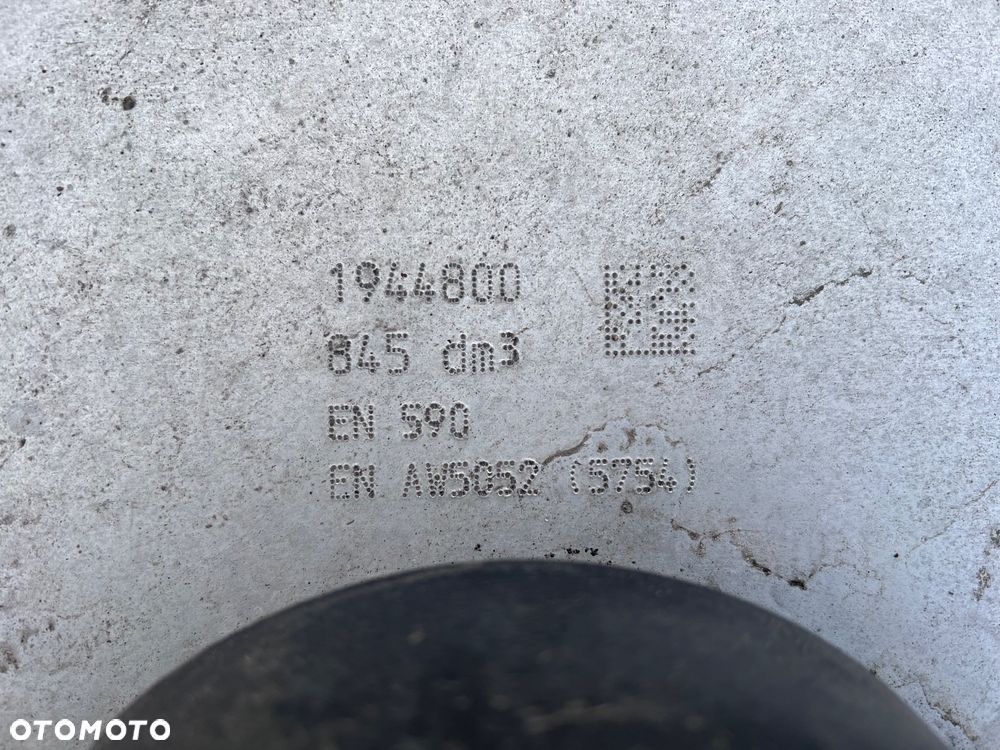 1944800
845 dm3
EN 590
EN AW5052 (5754)
OTOMOTO